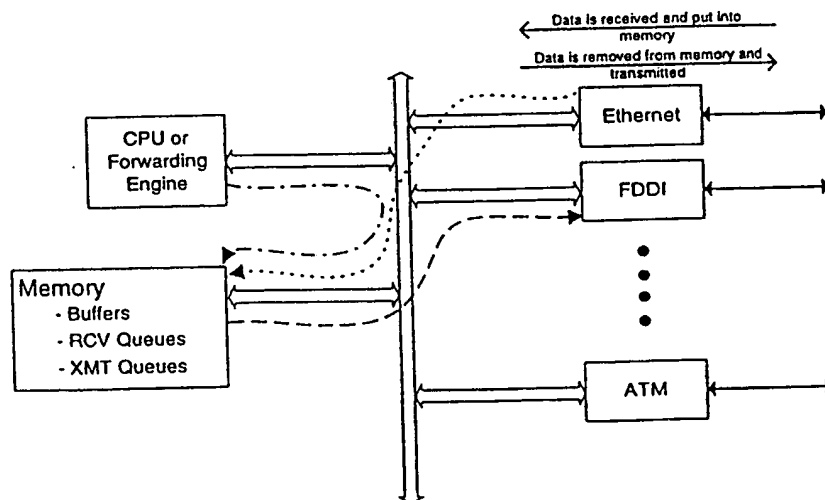 Data is received and put into
memory
Data is removed from memory and
transmitted
CPU or
Forwarding
Engine
Ethernet
FDDI
Memory
- Buffers
- RCV Queues
- XMT Queues
ATM